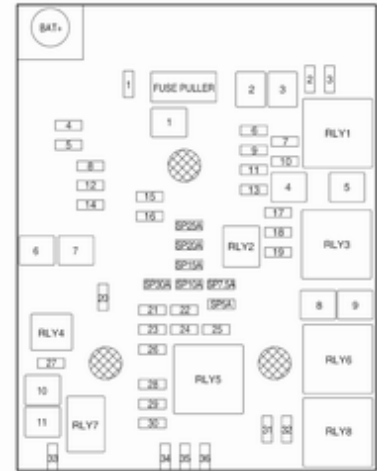 BAT+
1
FUSE PULLER
2
3
2
3
1
RLY1
4
5
6
7
9
10
8
11
12
13
4
5
14
15
16
17
SP25A
RLY2
18
RLY3
SP20A
19
SP15A
6
7
SP30A
SP10A
SP7.5A
20
SP5A
8
9
21
22
23
24
25
RLY4
26
RLY5
RLY6
27
10
28
29
11
RLY7
30
31
32
RLY8
33
34
35
36